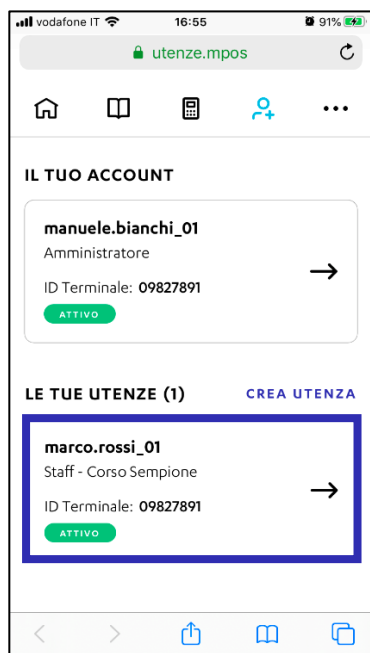 vodafone IT 16:55 91%
utenze.mpos
IL TUO ACCOUNT
manuele.bianchi_01
Amministratore
ID Terminale: 09827891
ATTIVO
LE TUE UTENZE (1) CREA UTENZA
marco.rossi_01
Staff - Corso Sempione
ID Terminale: 09827891
ATTIVO